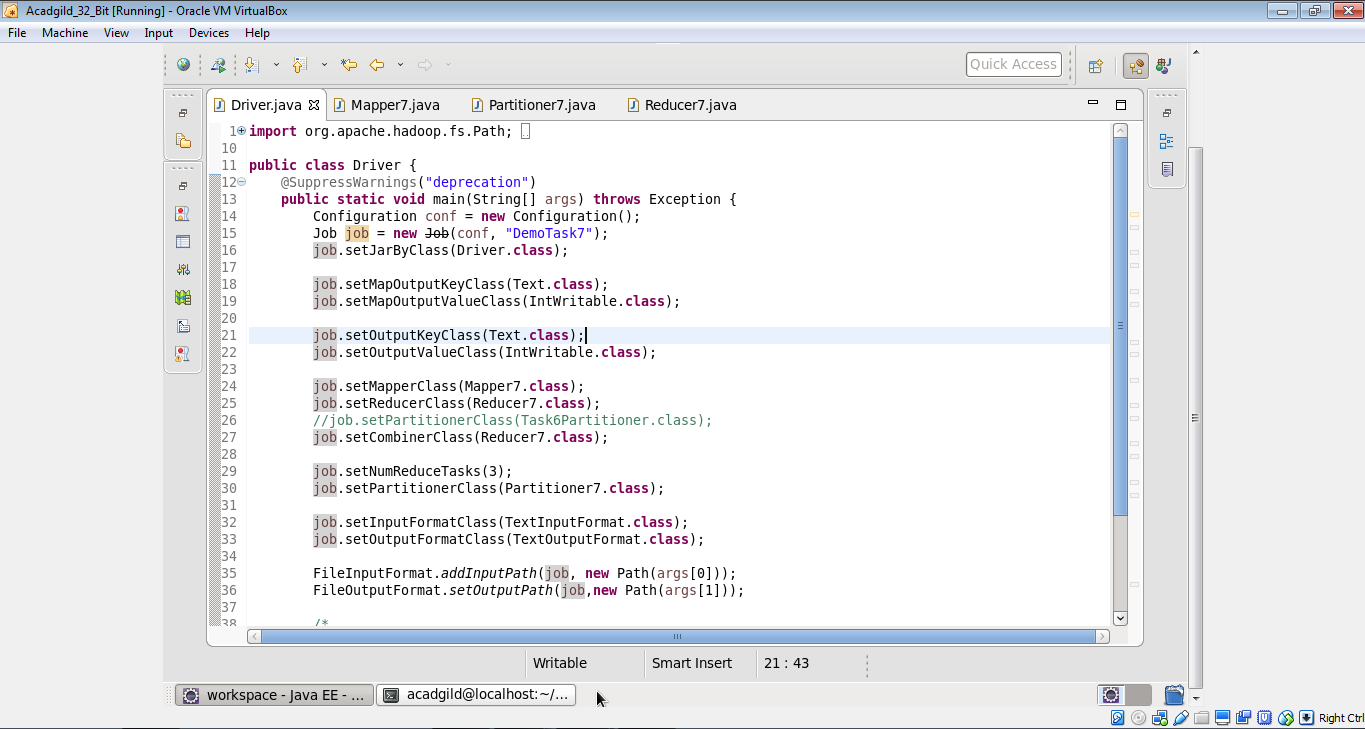 Acadgild_32_Bit [Running] - Oracle VM VirtualBox
File Machine View Input Devices Help
Quick Access
Driver.java Mapper7.java Partitioner7.java Reducer7.java
1 import org.apache.hadoop.fs.Path;
10
11 public class Driver {
12 @SuppressWarnings("deprecation")
13 public static void main(String[] args) throws Exception {
14 Configuration conf = new Configuration();
15 Job job = new Job(conf, "DemoTask7");
16 job.setJarByClass(Driver.class);
17
18 job.setMapOutputKeyClass(Text.class);
19 job.setMapOutputValueClass(IntWritable.class);
20
21 job.setOutputKeyClass(Text.class);
22 job.setOutputValueClass(IntWritable.class);
23
24 job.setMapperClass(Mapper7.class);
25 job.setReducerClass(Reducer7.class);
26 //job.setPartitionerClass(Task6Partitioner.class);
27 job.setCombinerClass(Reducer7.class);
28
29 job.setNumReduceTasks(3);
30 job.setPartitionerClass(Partitioner7.class);
31
32 job.setInputFormatClass(TextInputFormat.class);
33 job.setOutputFormatClass(TextOutputFormat.class);
34
35 FileInputFormat.addInputPath(job, new Path(args[0]));
36 FileOutputFormat.setOutputPath(job,new Path(args[1]));
37
38 /*
Writable Smart Insert 21 : 43
workspace - Java EE - ... acadgild@localhost:~/...
Right Ctrl